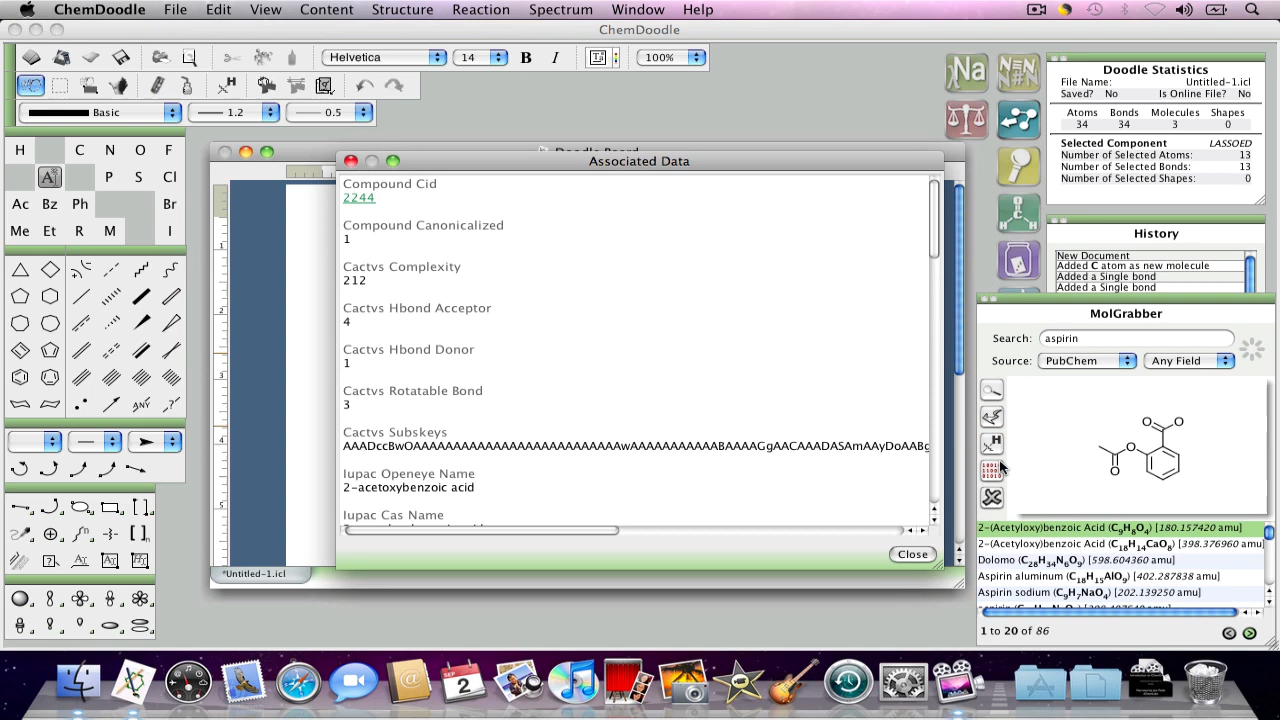 ChemDoodle File Edit View Content Structure Reaction Spectrum Window Help
ChemDoodle
Helvetica 14 B I 100%
Basic 1.2 0.5
H C N O F
P S Cl
Ac Bz Ph Br
Me Et R M I
ANY
Na
Doodle Statistics
File Name: Untitled-1.icl
Saved? No Is Online File? No
Atoms Bonds Molecules Shapes
34 34 3 0
Selected Component LASSOED
Number of Selected Atoms: 13
Number of Selected Bonds: 13
Number of Selected Shapes: 0
History
New Document
Added C atom as new molecule
Added a Single bond
Added a Single bond
Associated Data
Compound Cid
2244
Compound Canonicalized
1
Cactvs Complexity
212
Cactvs Hbond Acceptor
4
Cactvs Hbond Donor
1
Cactvs Rotatable Bond
3
Cactvs Subskeys
Iupac Openeye Name
2-acetoxybenzoic acid
Iupac Cas Name
Close
*Untitled-1.icl
MolGrabber
Search: aspirin
Source: PubChem Any Field
2-(Acetyloxy)benzoic Acid (C9H8O4) [180.157420 amu]
2-(Acetyloxy)benzoic Acid (C18H14CaO8) [398.376960 amu]
Dolomo (C28H34N6O9) [598.604360 amu]
Aspirin aluminum (C18H15AlO9) [402.287838 amu]
Aspirin sodium (C9H7NaO4) [202.139250 amu]
1 to 20 of 86
SEP
2